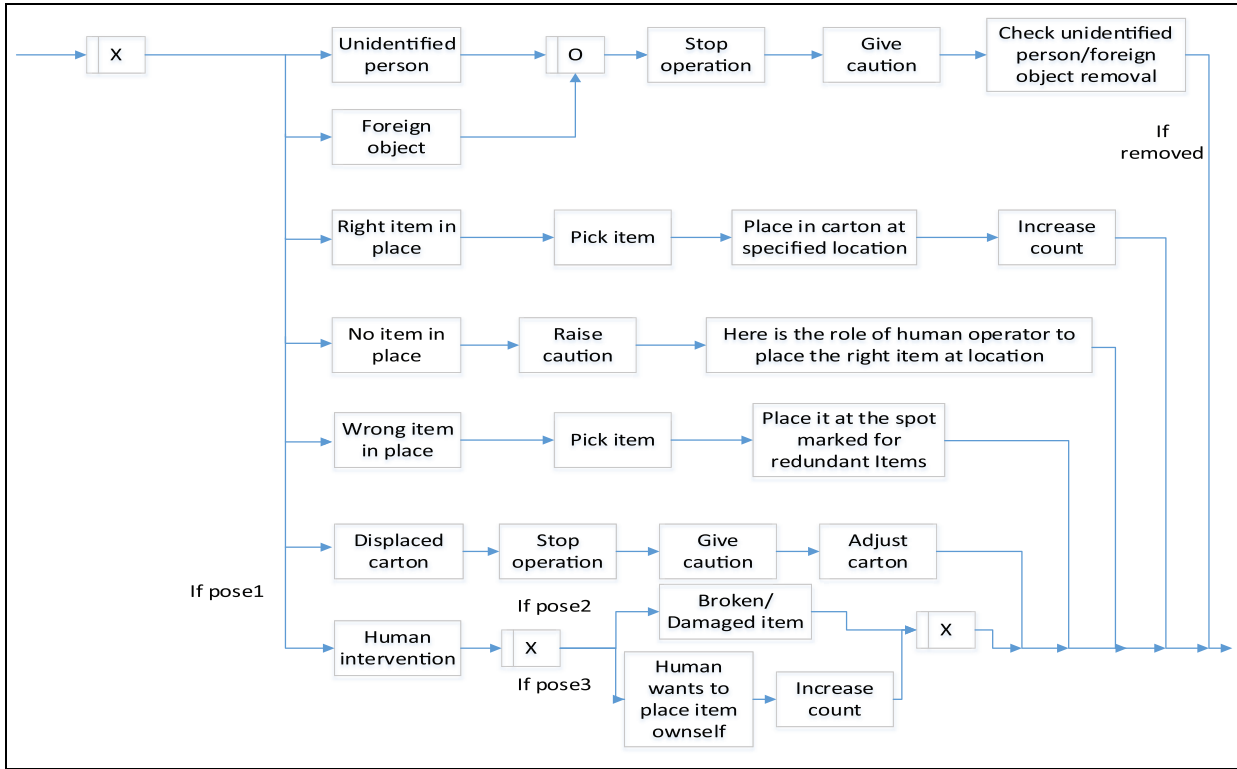 X
Unidentified
person
O
Stop
operation
Give
caution
Check unidentified
person/foreign
object removal
Foreign
object
If
removed
Right item in
place
Pick item
Place in carton at
specified location
Increase
count
No item in
place
Raise
caution
Here is the role of human operator to
place the right item at location
Wrong item
in place
Pick item
Place it at the spot
marked for
redundant Items
Displaced
carton
Stop
operation
Give
caution
Adjust
carton
If pose1
Human
intervention
X
If pose2
If pose3
Broken/
Damaged item
Human
wants to
place item
ownself
Increase
count
X